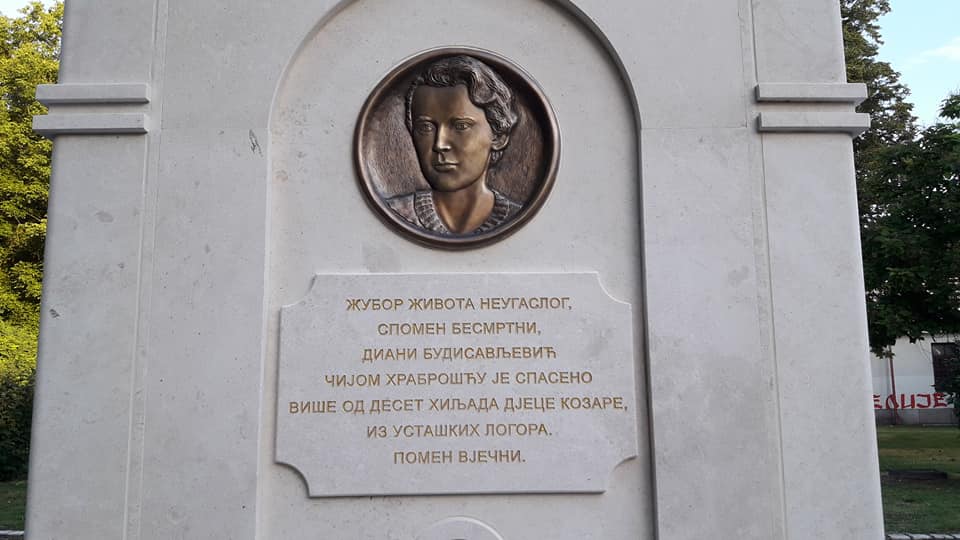 ЖУБОР ЖИВОТА НЕУГАСЛОГ,
СПОМЕН БЕСМРТНИ,
ДИАНИ БУДИСАВЉЕВИЋ
ЧИЈОМ ХРАБРОШЋУ ЈЕ СПАСЕНО
ВИШЕ ОД ДЕСЕТ ХИЉАДА ДЈЕЦЕ КОЗАРЕ,
ИЗ УСТАШКИХ ЛОГОРА.
ПОМЕН ВЈЕЧНИ.